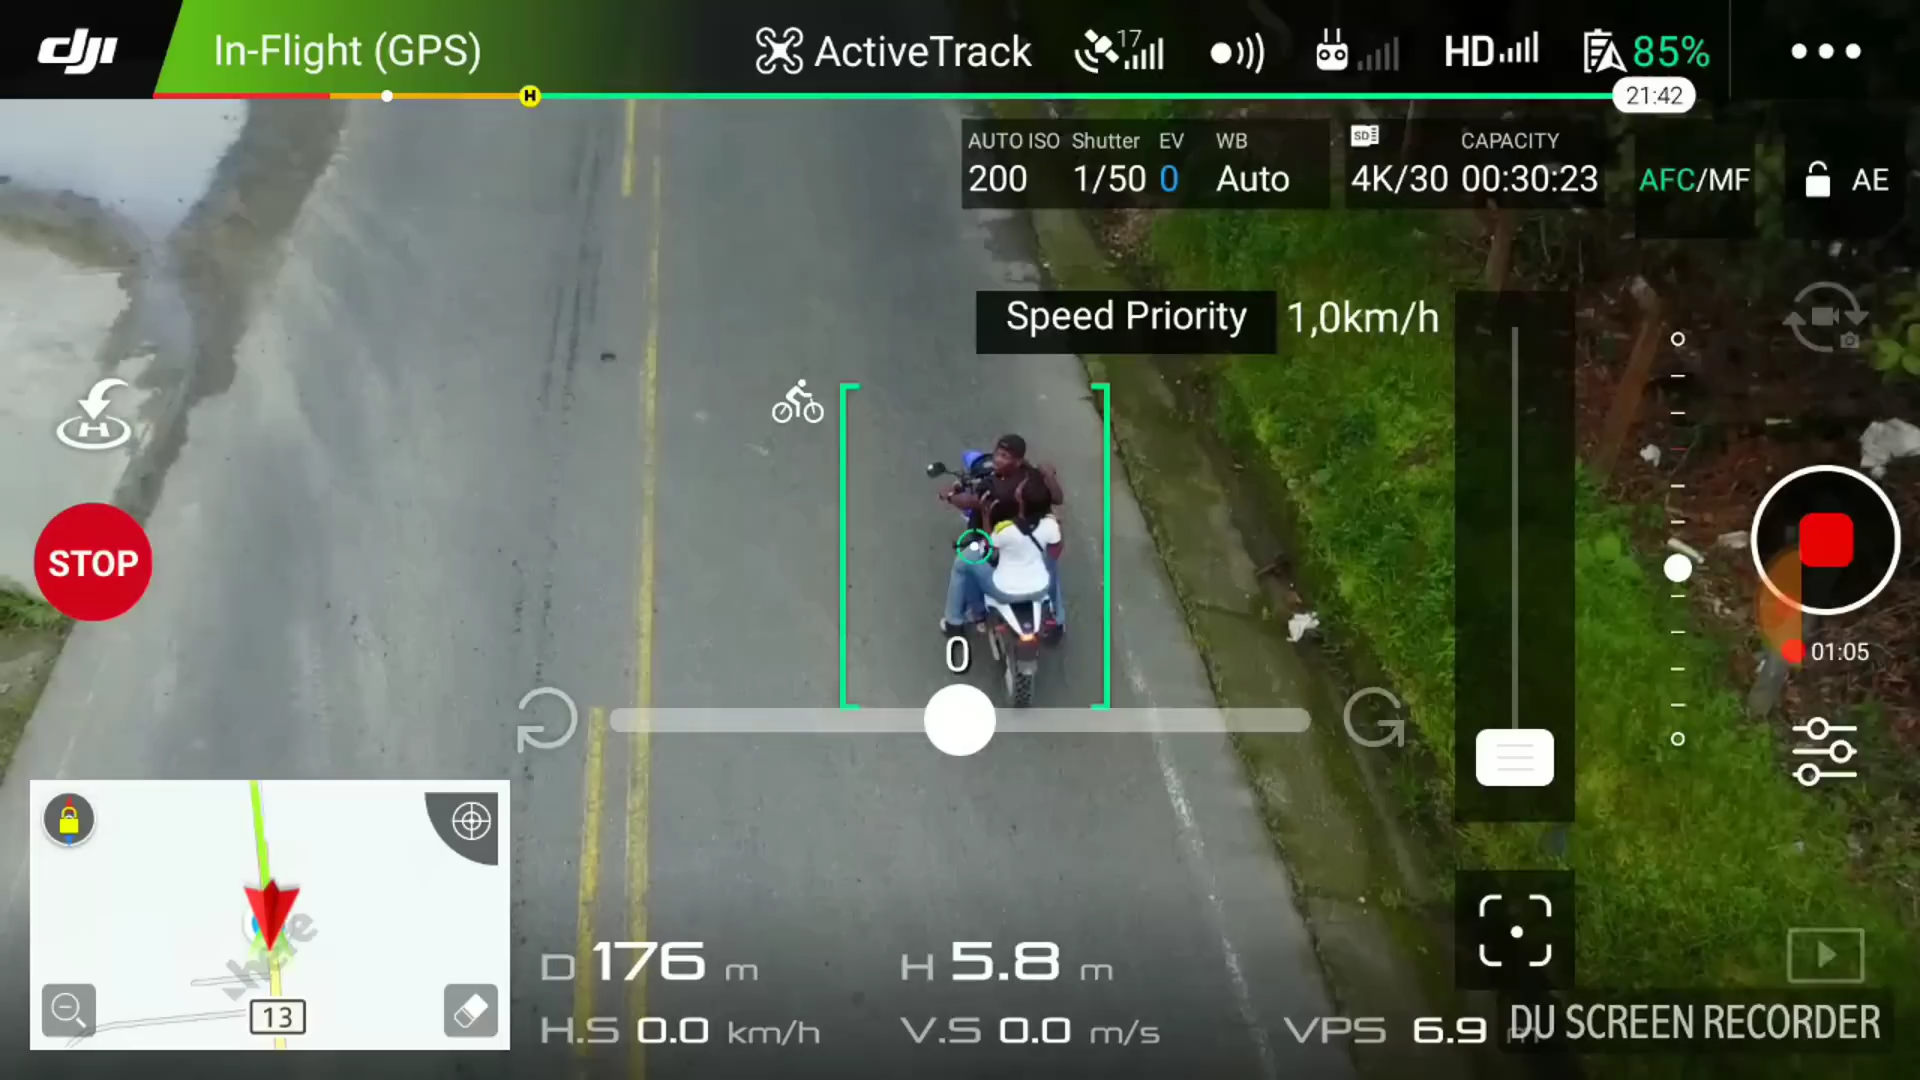 dji
In-Flight (GPS)
ActiveTrack
17
HD
85%
H
21:42
AUTO ISO Shutter EV WB
200 1/50 0 Auto
SD
CAPACITY
4K/30 00:30:23
AFC/MF
AE
Speed Priority 1,0km/h
H
STOP
0
01:05
13
D 176 m
H 5.8 m
H.S 0.0 km/h
V.S 0.0 m/s
VPS 6.9 m
DU SCREEN RECORDER